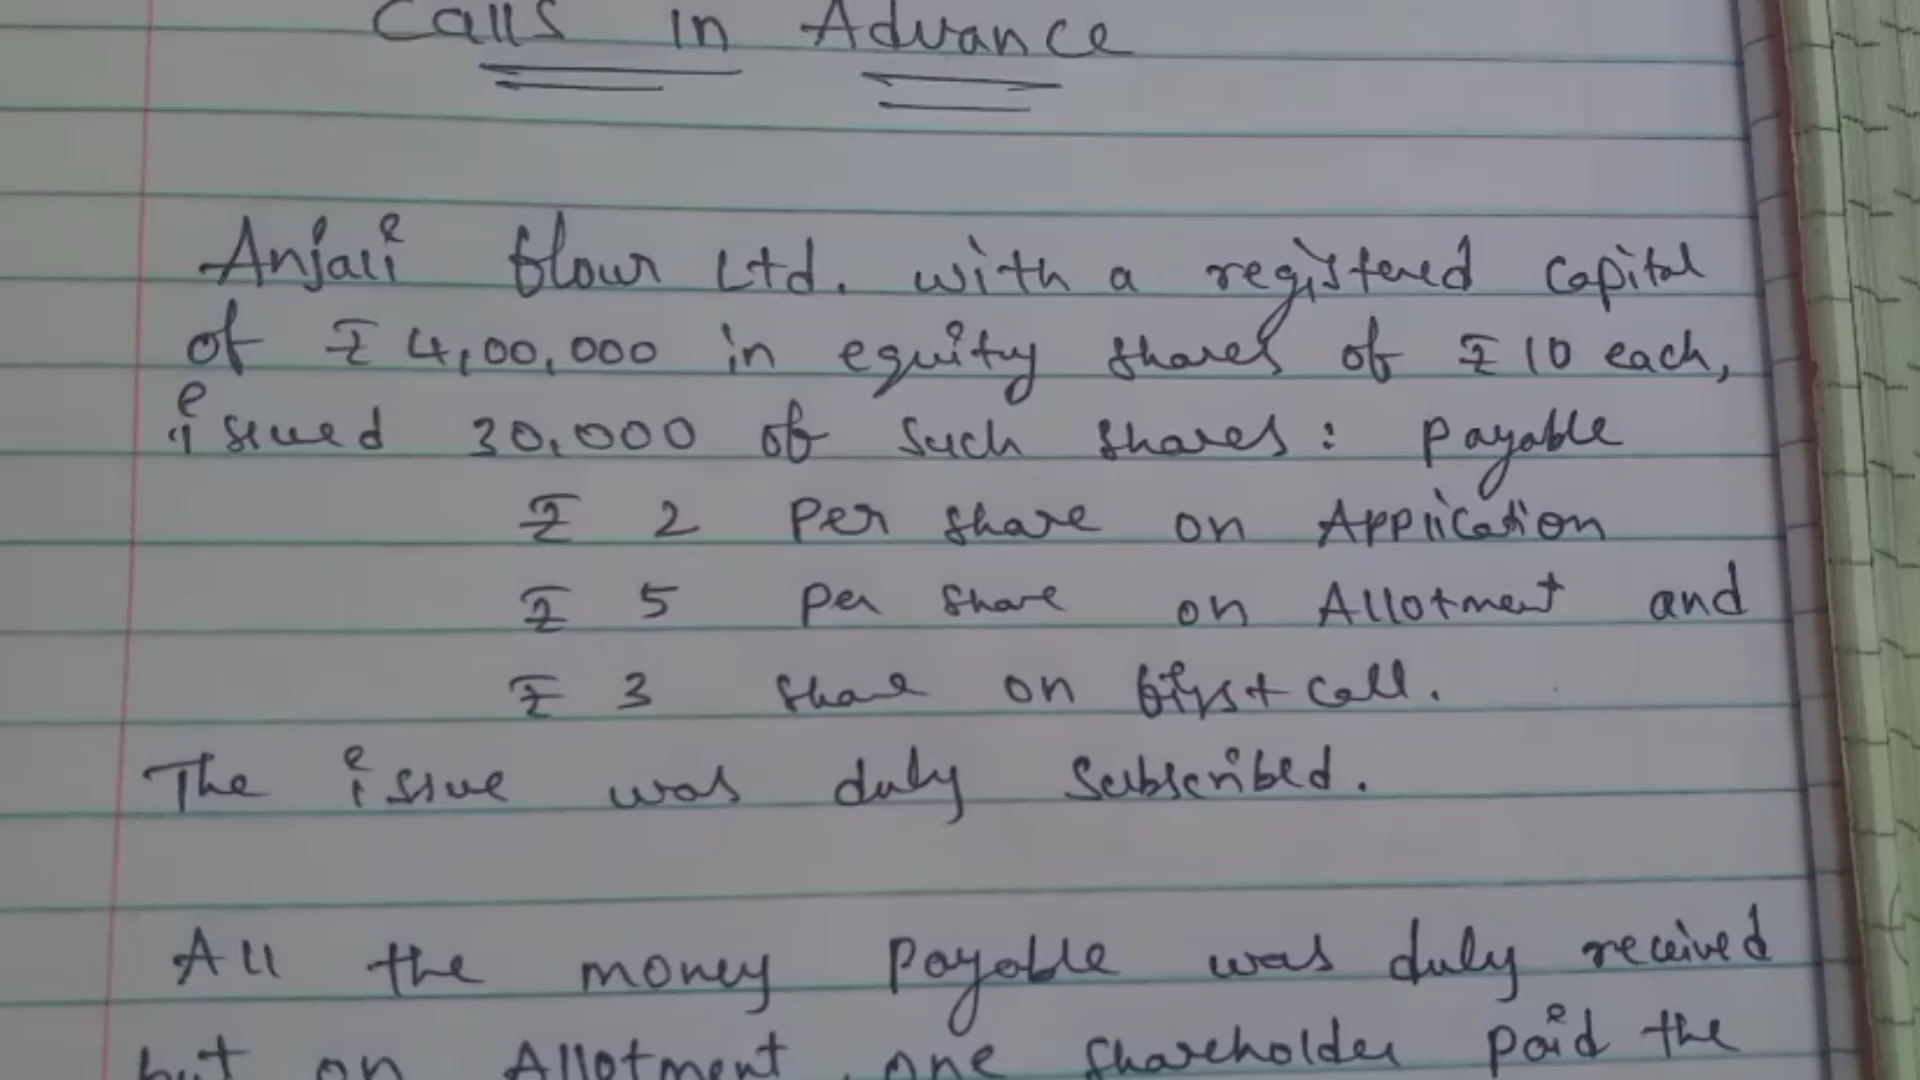 Calls in Advance
Anjali flour Ltd. with a registered capital
of ₹ 4,00,000 in equity shares of ₹ 10 each,
issued 30,000 of such shares: payable
₹ 2 Per share on Application
₹ 5 Per share on Allotment and
₹ 3 share on first call.
The issue was duly subscribed.
All the money payable was duly received
but on Allotment, one shareholder paid the